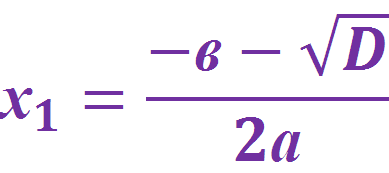 x₁ = (−в − √D) / 2a